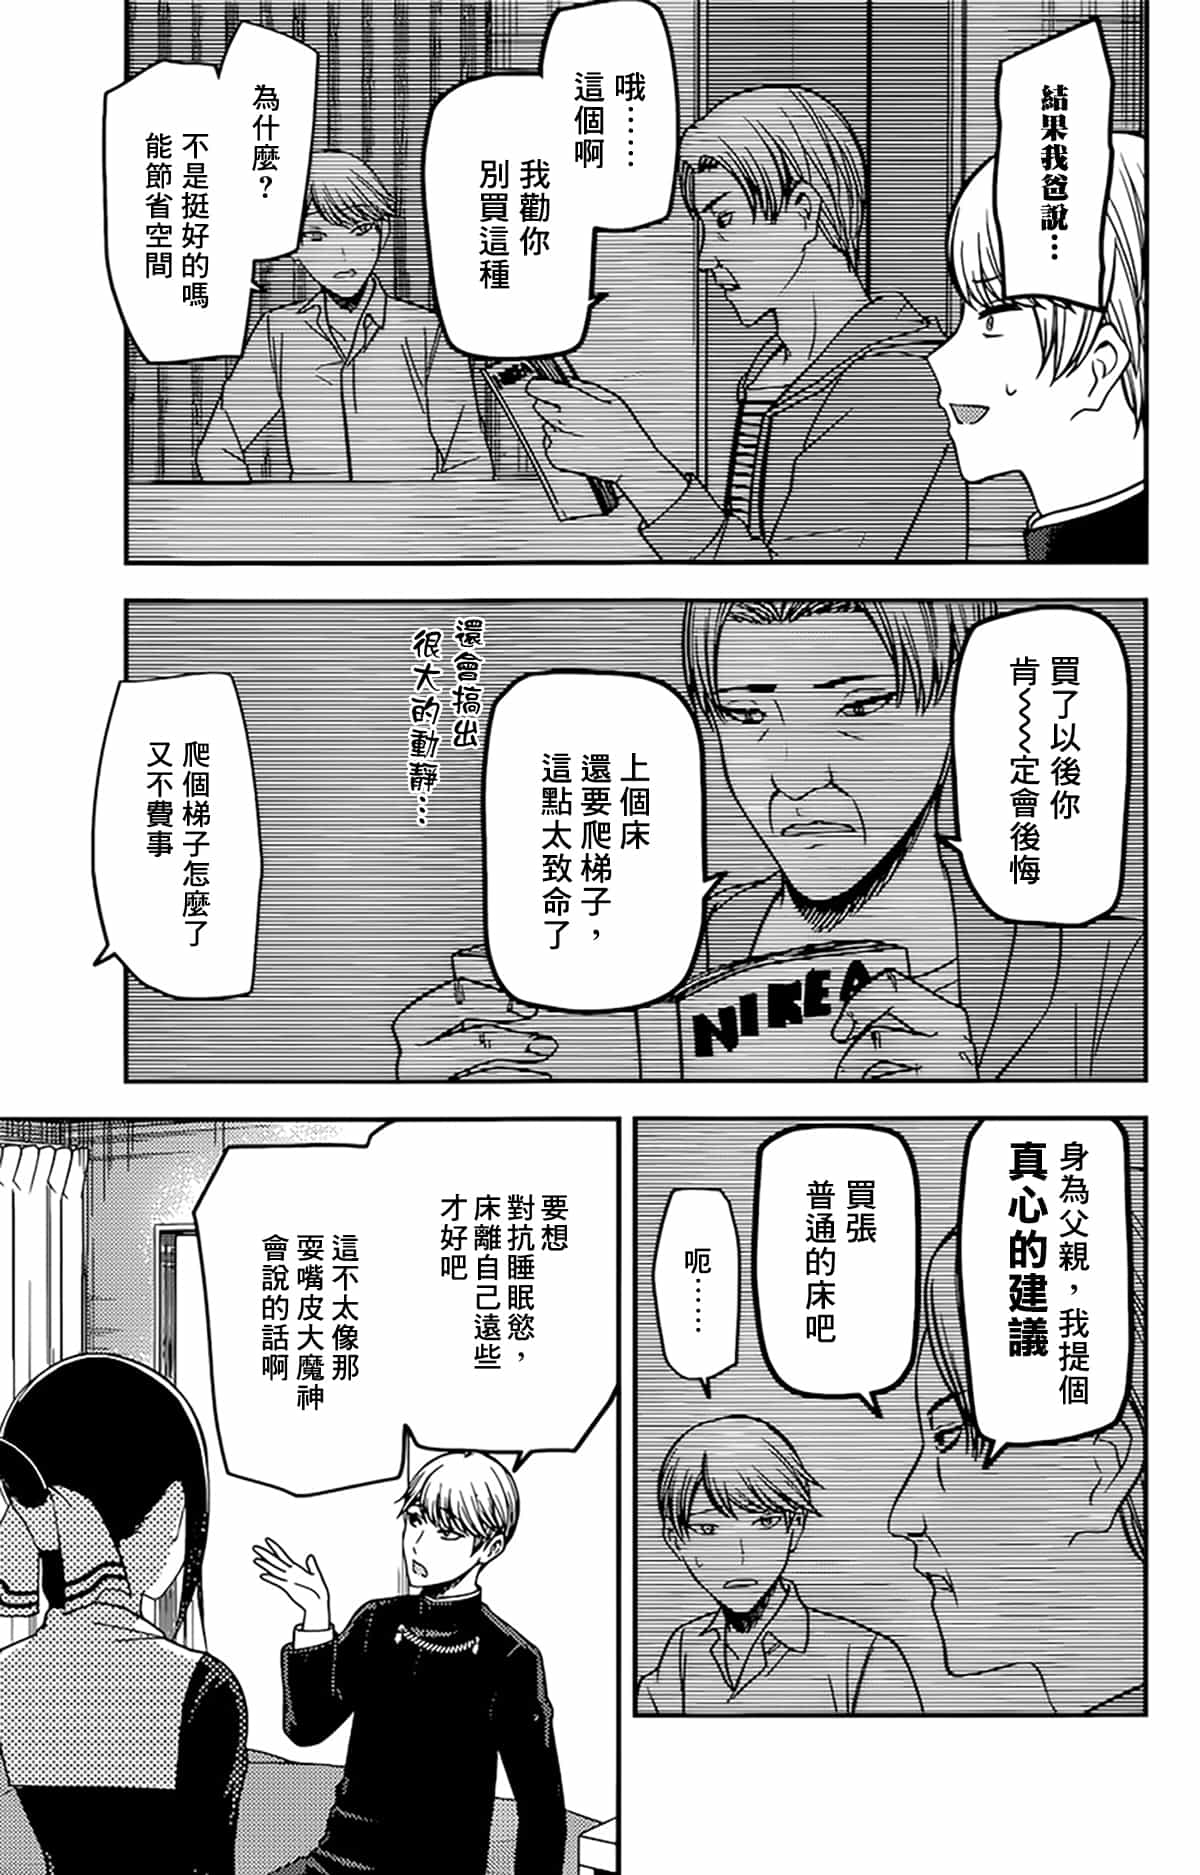 結果我爸說…
哦……
這個啊
我勸你
別買這種
為什麼？
不是挺好的嗎
能節省空間
買了以後你
肯～～定會後悔
上個床
還要爬梯子，
這點太致命了
還會搞出
很大的動靜…
爬個梯子怎麼了
又不費事
NIKEA
身為父親，我提個
真心的建議
買張
普通的床吧
呃……
要想
對抗睡眠慾，
床離自己遠些
才好吧
這不太像那
耍嘴皮大魔神
會說的話啊